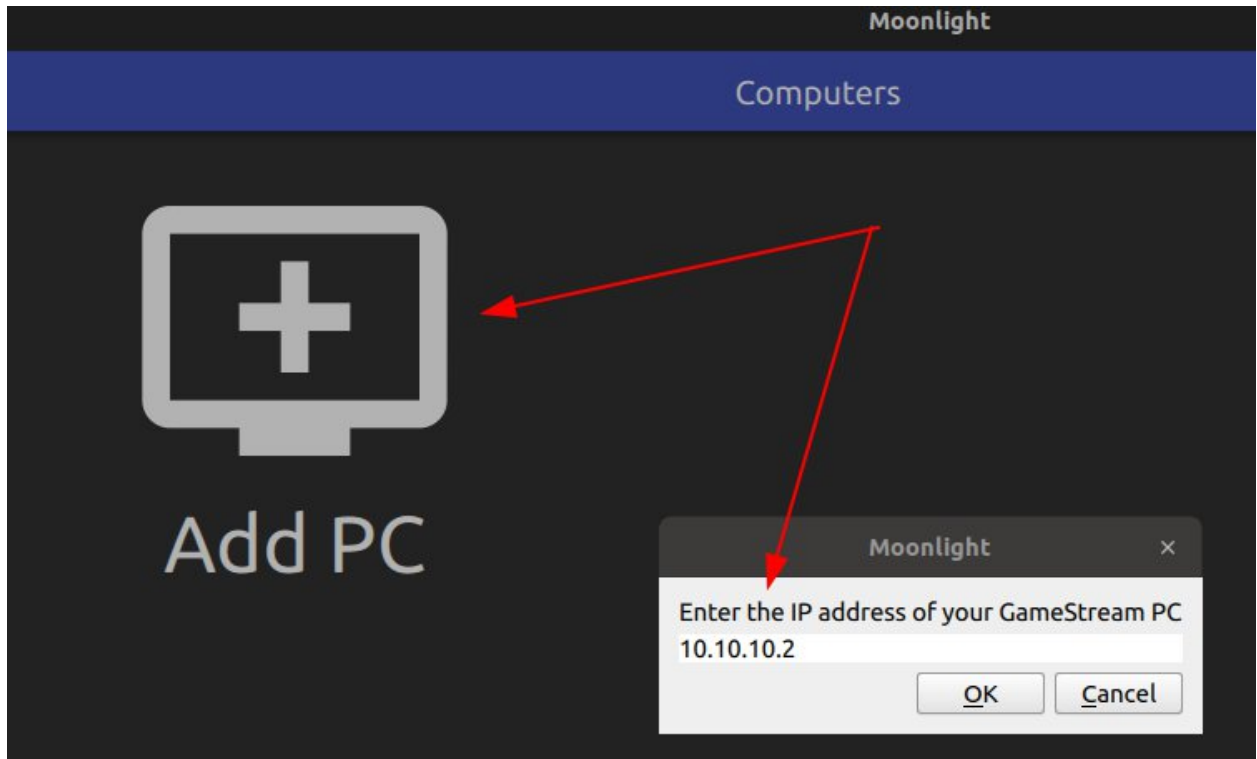 Moonlight
Computers
Add PC
Moonlight ×
Enter the IP address of your GameStream PC
10.10.10.2
OK Cancel